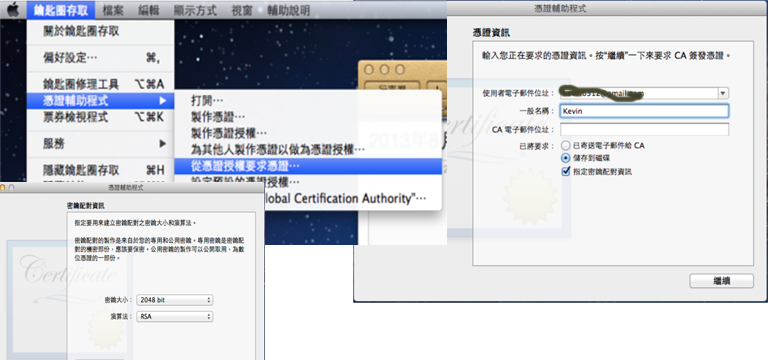 鑰匙圈存取 檔案 編輯 顯示方式 視窗 輔助說明
關於鑰匙圈存取
偏好設定… ⌘,
鑰匙圈修理工具 ⌥⌘A
憑證輔助程式 ▶
票券檢視程式 ⌥⌘K
服務 ▶
隱藏鑰匙圈存取 ⌘H
打開…
製作憑證…
製作憑證授權…
為其他人製作憑證以做為憑證授權…
從憑證授權要求憑證…
設定預設的憑證授權…
lobal Certification Authority"…
2013年8月
憑證輔助程式
憑證資訊
輸入您正在要求的憑證資訊。按"繼續"一下來要求 CA 簽發憑證。
使用者電子郵件位址：
一般名稱： Kevin
CA 電子郵件位址：
已將要求： 已寄送電子郵件給 CA
儲存到磁碟
指定密鑰配對資訊
Certificate
繼續
憑證輔助程式
密鑰配對資訊
指定要用來建立密鑰配對之密鑰大小和演算法。
密鑰配對的製作是來自於您的專用和公用密鑰。專用密鑰是密鑰配
對的機密部份，應該要保密。公用密鑰的製作可以公開取用，為數
位憑證的一部份。
Certificate
密鑰大小： 2048 bit
演算法： RSA